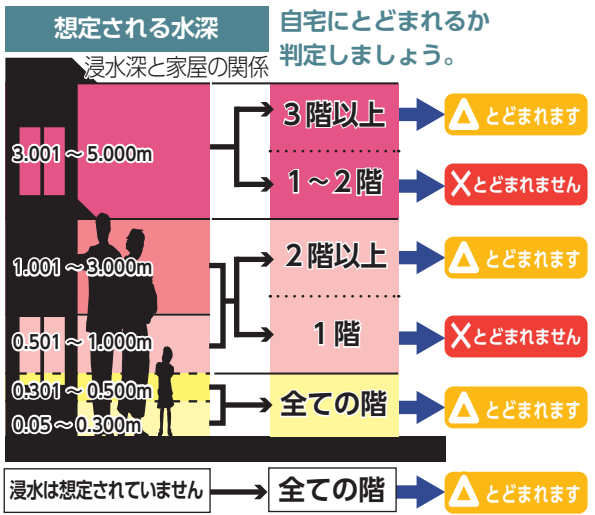 想定される水深
自宅にとどまれるか
判定しましょう。
浸水深と家屋の関係
3.001～5.000m
3階以上
△とどまれます
1～2階
×とどまれません
1.001～3.000m
2階以上
△とどまれます
0.501～1.000m
1階
×とどまれません
0.301～0.500m
0.05～0.300m
全ての階
△とどまれます
浸水は想定されていません
全ての階
△とどまれます